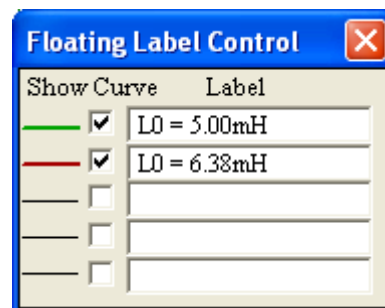 Floating Label Control
Show Curve Label
L0 = 5.00mH
L0 = 6.38mH